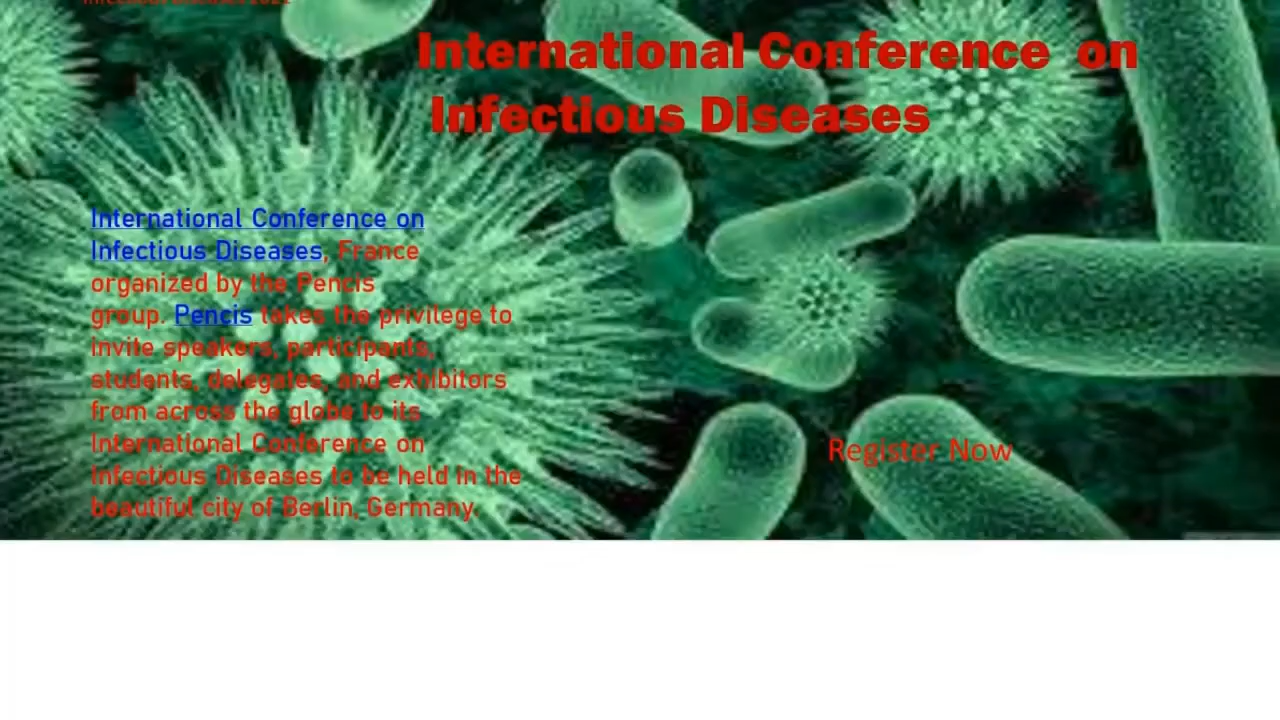 International Conference on
Infectious Diseases
International Conference on
Infectious Diseases, France
organized by the Pencis
group. Pencis takes the privilege to
invite speakers, participants,
students, delegates, and exhibitors
from across the globe to its
International Conference on
Infectious Diseases to be held in the
beautiful city of Berlin, Germany.
Register Now